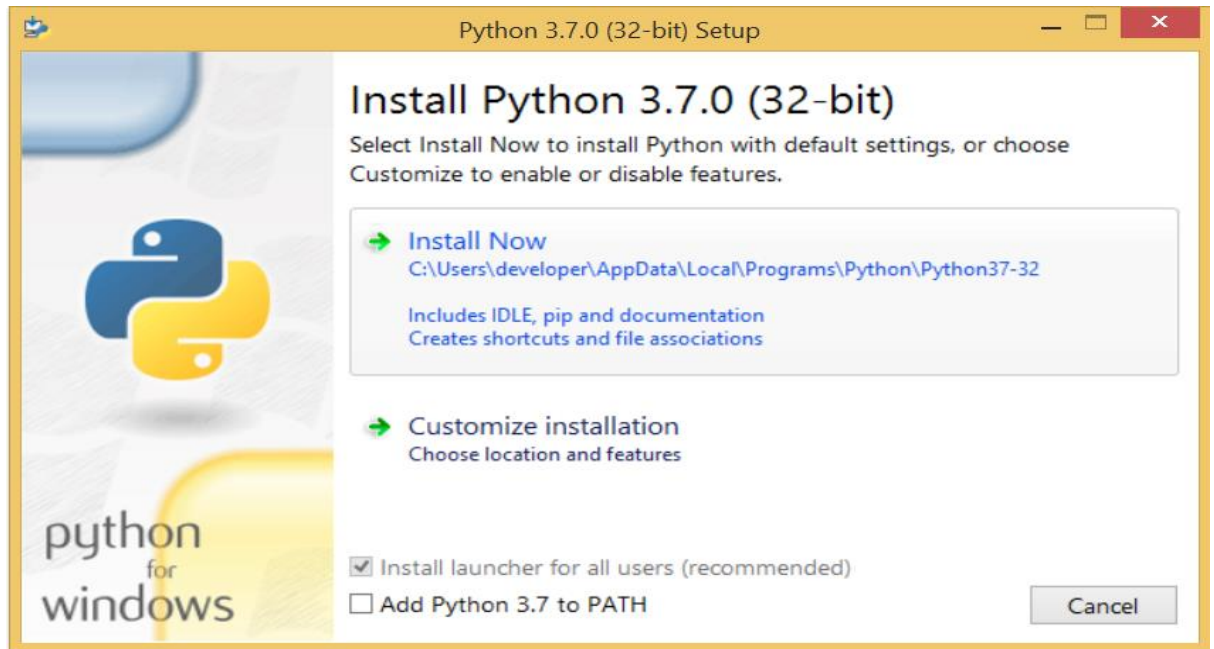 Python 3.7.0 (32-bit) Setup
Install Python 3.7.0 (32-bit)
Select Install Now to install Python with default settings, or choose
Customize to enable or disable features.
Install Now
C:\Users\developer\AppData\Local\Programs\Python\Python37-32
Includes IDLE, pip and documentation
Creates shortcuts and file associations
Customize installation
Choose location and features
python
for
windows
Install launcher for all users (recommended)
Add Python 3.7 to PATH
Cancel